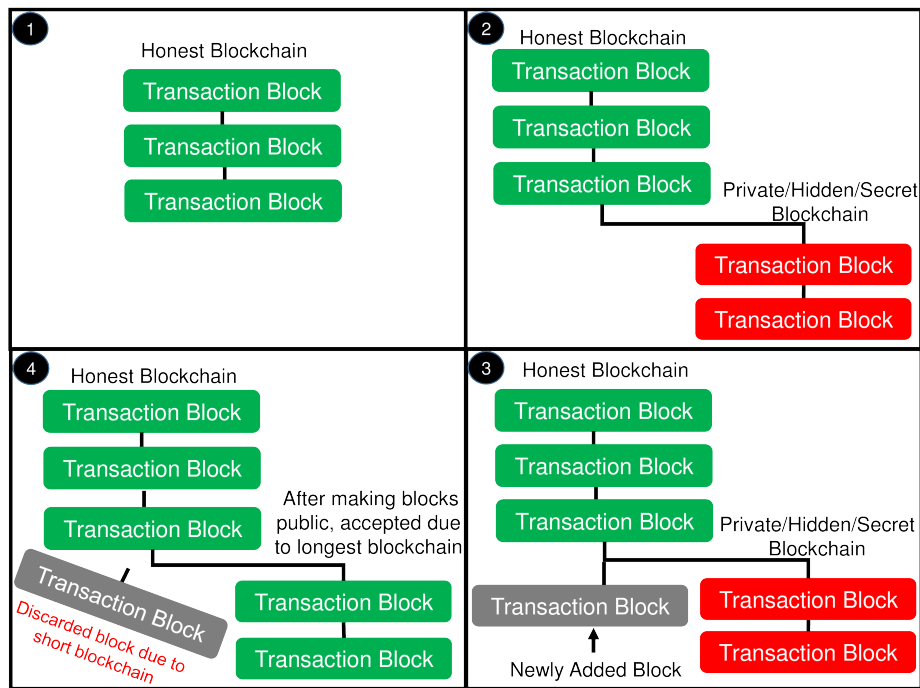 1
Honest Blockchain
Transaction Block
Transaction Block
Transaction Block
2
Honest Blockchain
Transaction Block
Transaction Block
Transaction Block
Private/Hidden/Secret
Blockchain
Transaction Block
Transaction Block
4
Honest Blockchain
Transaction Block
Transaction Block
Transaction Block
After making blocks
public, accepted due
to longest blockchain
Transaction Block
Discarded block due to
short blockchain
Transaction Block
Transaction Block
3
Honest Blockchain
Transaction Block
Transaction Block
Transaction Block
Private/Hidden/Secret
Blockchain
Transaction Block
Newly Added Block
Transaction Block
Transaction Block